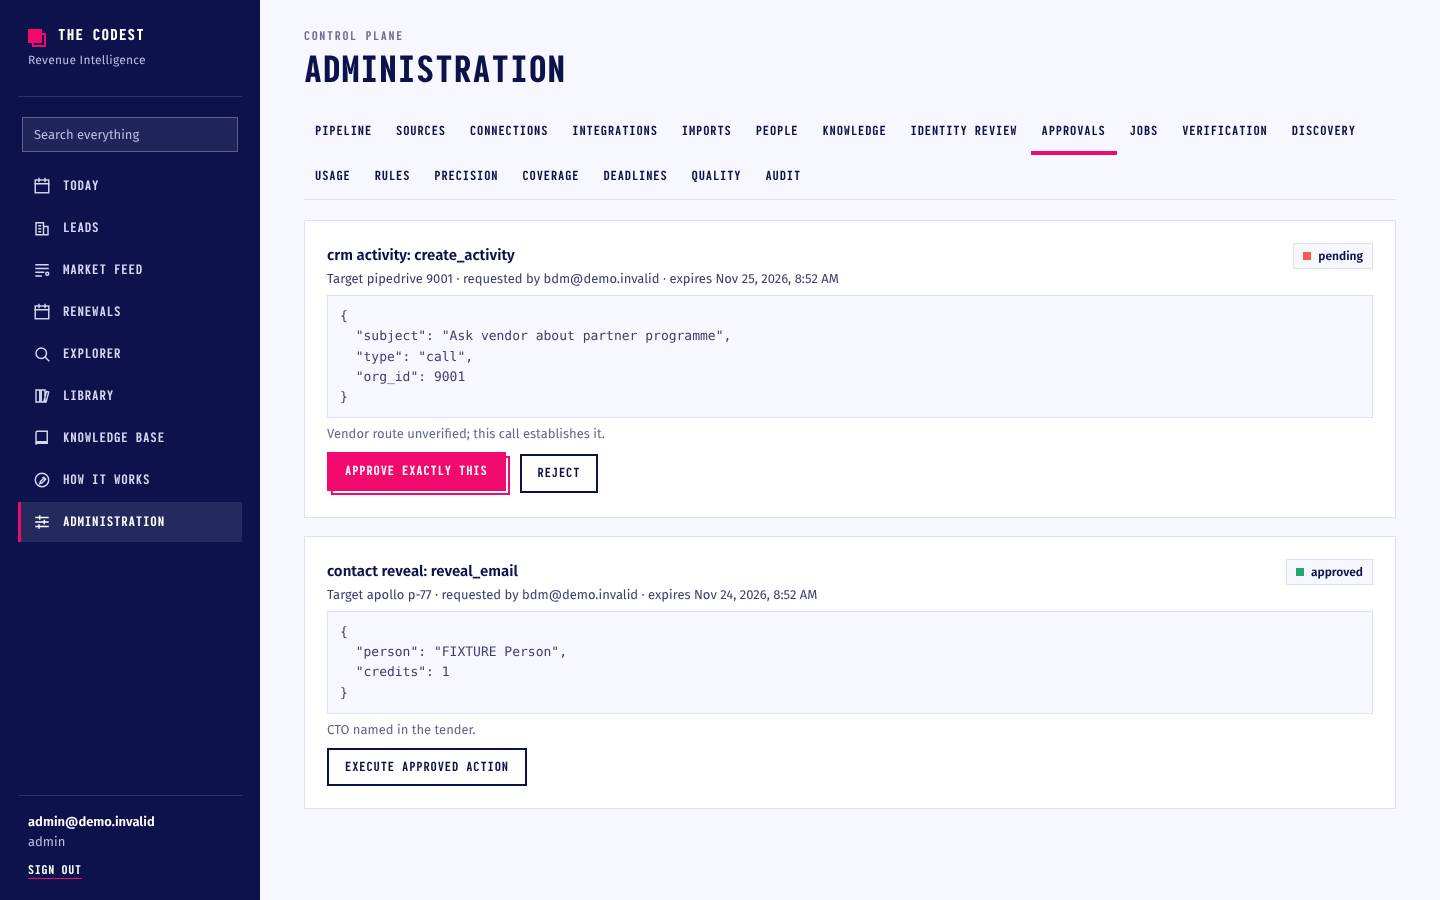 THE CODEST
Revenue Intelligence
Search everything
TODAY
LEADS
MARKET FEED
RENEWALS
EXPLORER
LIBRARY
KNOWLEDGE BASE
HOW IT WORKS
ADMINISTRATION
admin@demo.invalid
admin
SIGN OUT
CONTROL PLANE
ADMINISTRATION
PIPELINE SOURCES CONNECTIONS INTEGRATIONS IMPORTS PEOPLE KNOWLEDGE IDENTITY REVIEW APPROVALS JOBS VERIFICATION DISCOVERY
USAGE RULES PRECISION COVERAGE DEADLINES QUALITY AUDIT
crm activity: create_activity
pending
Target pipedrive 9001 · requested by bdm@demo.invalid · expires Nov 25, 2026, 8:52 AM
{
  "subject": "Ask vendor about partner programme",
  "type": "call",
  "org_id": 9001
}
Vendor route unverified; this call establishes it.
APPROVE EXACTLY THIS REJECT
contact reveal: reveal_email
approved
Target apollo p-77 · requested by bdm@demo.invalid · expires Nov 24, 2026, 8:52 AM
{
  "person": "FIXTURE Person",
  "credits": 1
}
CTO named in the tender.
EXECUTE APPROVED ACTION